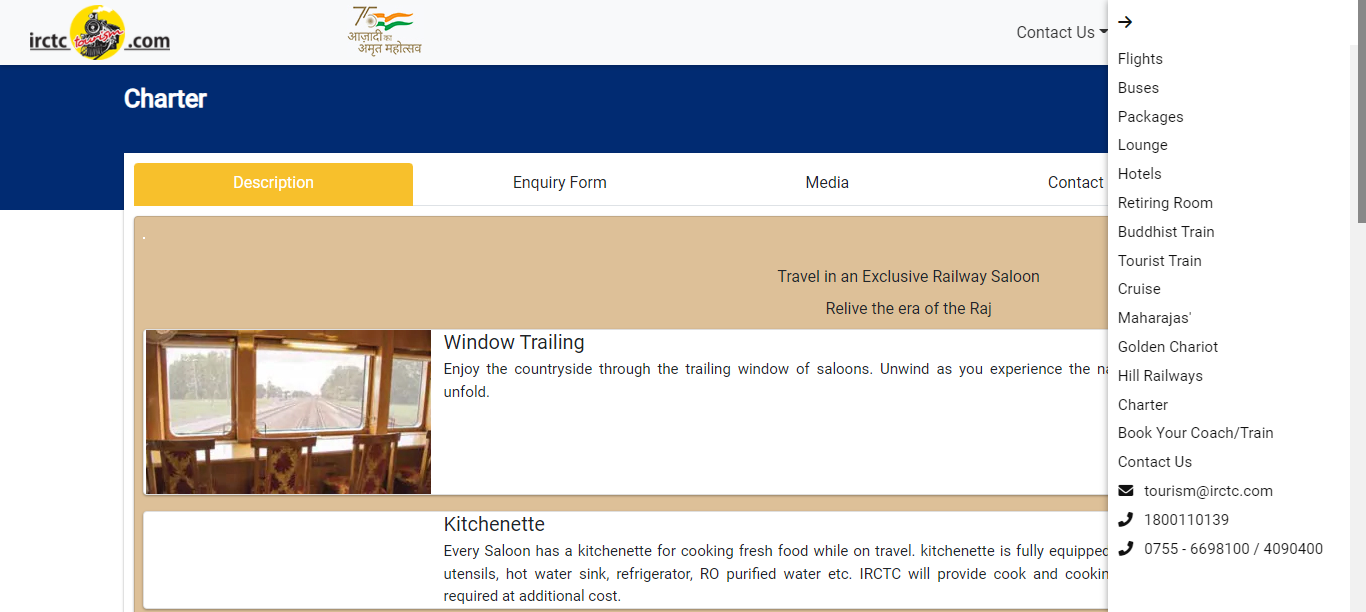 irctc tourism .com
75
आज़ादी का
अमृत महोत्सव
Contact Us
Charter
Description
Enquiry Form
Media
Contact
.
Travel in an Exclusive Railway Saloon
Relive the era of the Raj
Window Trailing
Enjoy the countryside through the trailing window of saloons. Unwind as you experience the
unfold.
Kitchenette
Every Saloon has a kitchenette for cooking fresh food while on travel. kitchenette is fully equipped
utensils, hot water sink, refrigerator, RO purified water etc. IRCTC will provide cook and
required at additional cost.
Flights
Buses
Packages
Lounge
Hotels
Retiring Room
Buddhist Train
Tourist Train
Cruise
Maharajas'
Golden Chariot
Hill Railways
Charter
Book Your Coach/Train
Contact Us
tourism@irctc.com
1800110139
0755 - 6698100 / 4090400